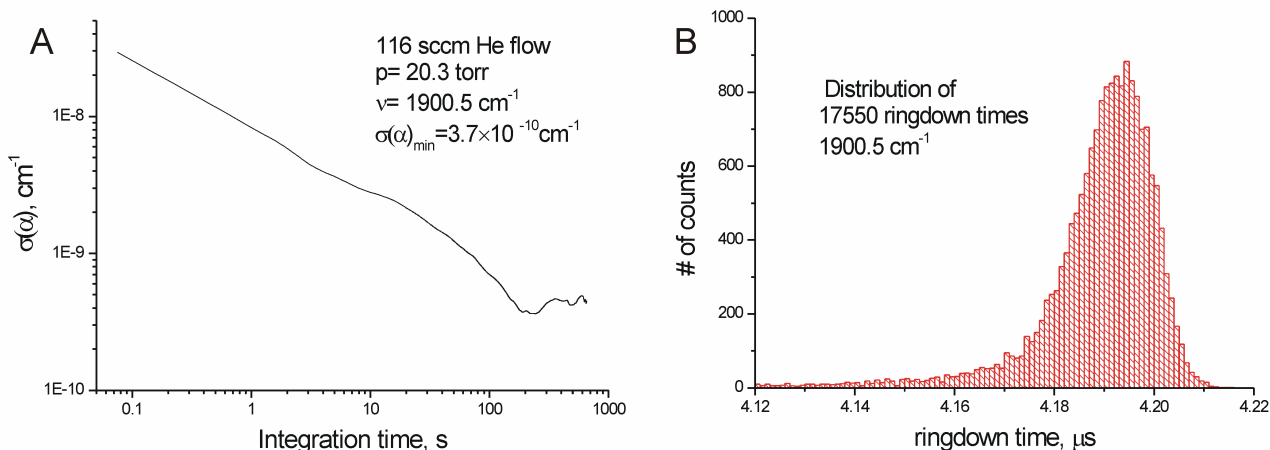 A
116 sccm He flow
p= 20.3 torr
ν= 1900.5 cm⁻¹
σ(α)min=3.7×10 ⁻¹⁰cm⁻¹
σ(α), cm⁻¹
1E-8
1E-9
1E-10
0.1 1 10 100 1000
Integration time, s
B
Distribution of
17550 ringdown times
1900.5 cm⁻¹
# of counts
1000
800
600
400
200
0
4.12 4.14 4.16 4.18 4.20 4.22
ringdown time, μs